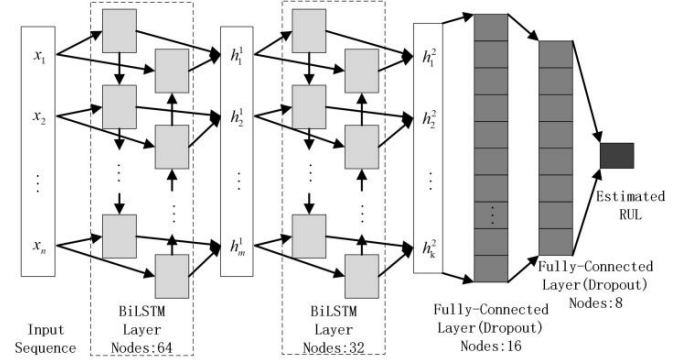 x₁
x₂
⋮
xₙ
Input
Sequence
⋮
⋮
BiLSTM
Layer
Nodes:64
h₁¹
h₂¹
⋮
hₘ¹
⋮
⋮
BiLSTM
Layer
Nodes:32
h₁²
h₂²
⋮
hₖ²
⋮
Fully-Connected
Layer(Dropout)
Nodes:16
Fully-Connected
Layer(Dropout)
Nodes:8
Estimated
RUL